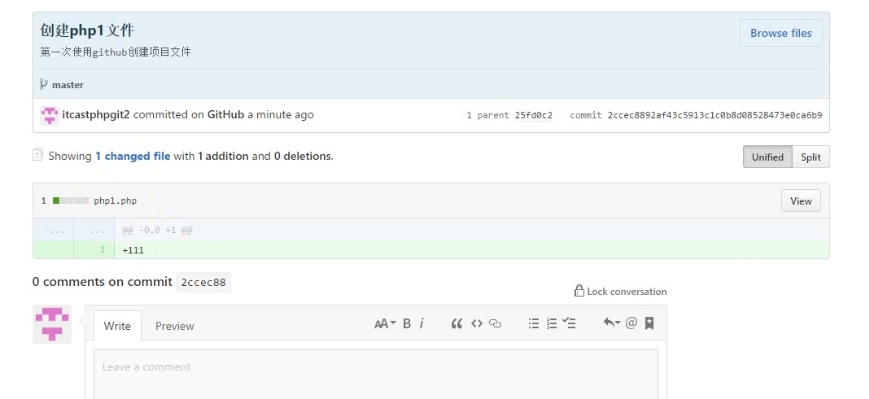 创建php1文件
Browse files
第一次使用github创建项目文件
master
itcastphpgit2 committed on GitHub a minute ago
1 parent 25fd0c2 commit 2ccec8892af43c5913c1c0b8d08528473e0ca6b9
Showing 1 changed file with 1 addition and 0 deletions.
Unified Split
1 php1.php
View
... ... @@ -0,0 +1 @@
1 +111
0 comments on commit 2ccec88
Lock conversation
Write Preview
AA B i “ <> @
Leave a comment